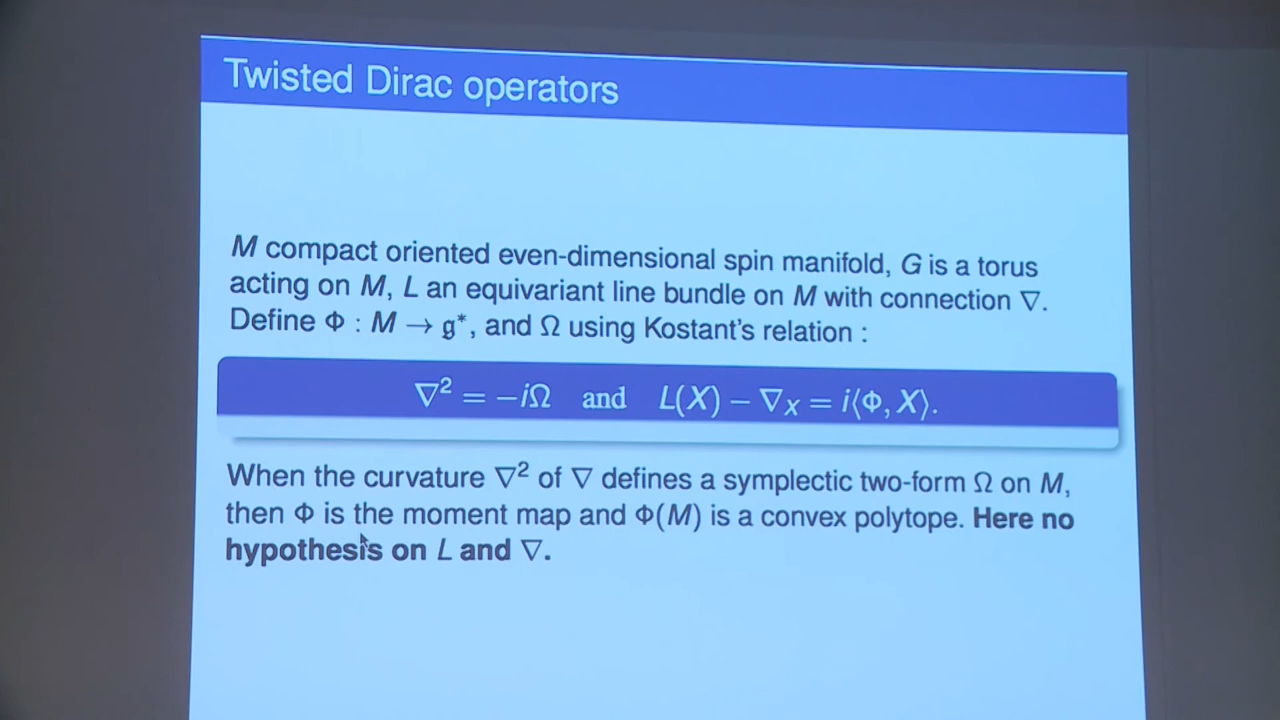 Twisted Dirac operators
M compact oriented even-dimensional spin manifold, G is a torus
acting on M, L an equivariant line bundle on M with connection ∇.
Define Φ : M → 𝔤*, and Ω using Kostant's relation :
∇² = −iΩ and L(X) − ∇_X = i⟨Φ, X⟩.
When the curvature ∇² of ∇ defines a symplectic two-form Ω on M,
then Φ is the moment map and Φ(M) is a convex polytope. Here no
hypothesis on L and ∇.